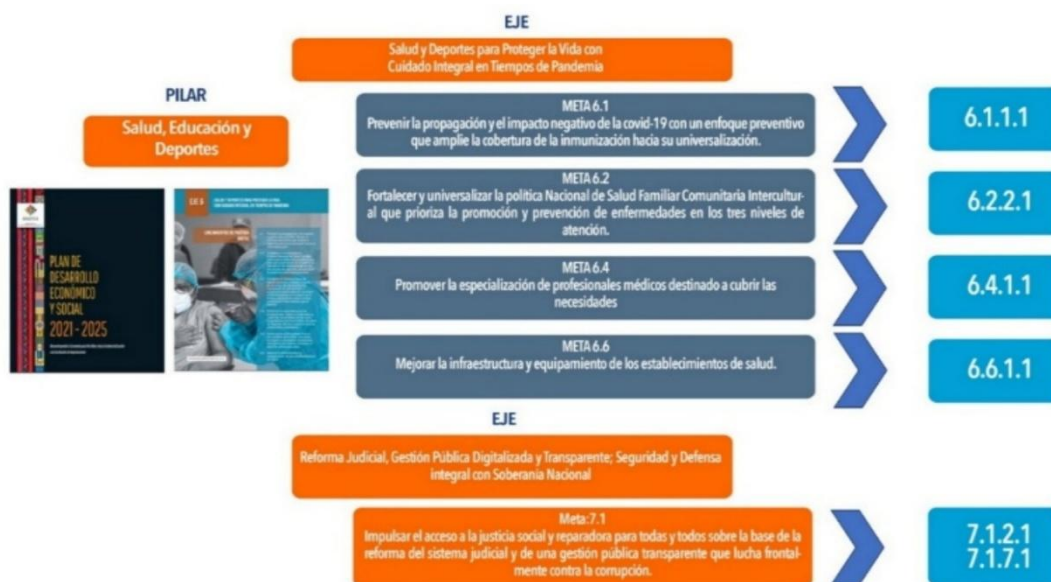 EJE
Salud y Deportes para Proteger la Vida con
Cuidado Integral en Tiempos de Pandemia
PILAR
Salud, Educación y
Deportes
META 6.1
Prevenir la propagación y el impacto negativo de la covid-19 con un enfoque preventivo
que amplie la cobertura de la inmunización hacia su universalización.
6.1.1.1
META 6.2
Fortalecer y universalizar la política Nacional de Salud Familiar Comunitaria Intercultur-
al que prioriza la promoción y prevención de enfermedades en los tres niveles de
atención.
6.2.2.1
PLAN DE
DESARROLLO
ECONÓMICO
Y SOCIAL
2021 - 2025
EJE 6
META 6.4
Promover la especialización de profesionales médicos destinado a cubrir las
necesidades
6.4.1.1
META 6.6
Mejorar la infraestructura y equipamiento de los establecimientos de salud.
6.6.1.1
EJE
Reforma Judicial, Gestión Pública Digitalizada y Transparente; Seguridad y Defensa
integral con Soberanía Nacional
Meta:7.1
Impulsar el acceso a la justicia social y reparadora para todas y todos sobre la base de la
reforma del sistema judicial y de una gestión pública transparente que lucha frontal-
mente contra la corrupción.
7.1.2.1
7.1.7.1